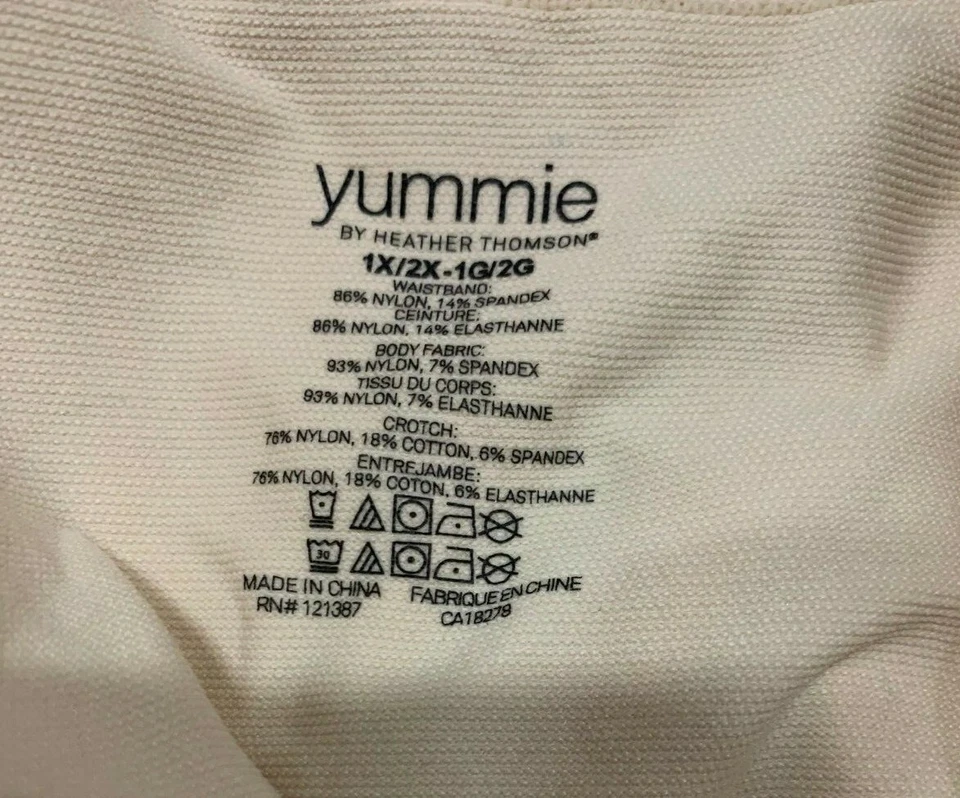 yummie
BY HEATHER THOMSON®
1X/2X-1G/2G
WAISTBAND:
86% NYLON, 14% SPANDEX
CEINTURE:
86% NYLON, 14% ELASTHANNE
BODY FABRIC:
93% NYLON, 7% SPANDEX
TISSU DU CORPS:
93% NYLON, 7% ELASTHANNE
CROTCH:
76% NYLON, 18% COTTON, 6% SPANDEX
ENTREJAMBE:
76% NYLON, 18% COTON, 6% ELASTHANNE
30
MADE IN CHINA FABRIQUE EN CHINE
RN# 121387 CA18278